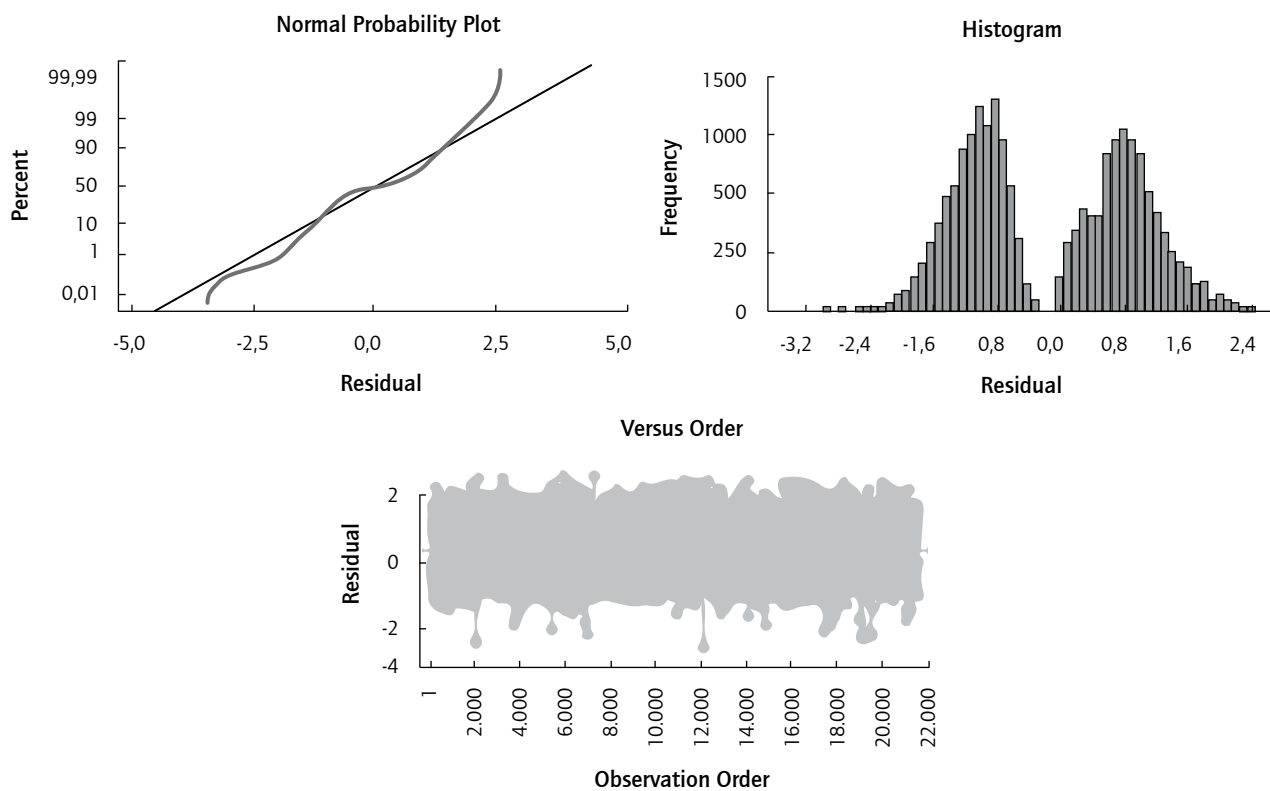 Normal Probability Plot
Percent
99,99
99
90
50
10
1
0,01
-5,0 -2,5 0,0 2,5 5,0
Residual
Histogram
Frequency
1500
1000
500
250
0
-3,2 -2,4 -1,6 0,8 0,0 0,8 1,6 2,4
Residual
Versus Order
Residual
2
0
-2
-4
1 2.000 4.000 6.000 8.000 10.000 12.000 14.000 16.000 18.000 20.000 22.000
Observation Order